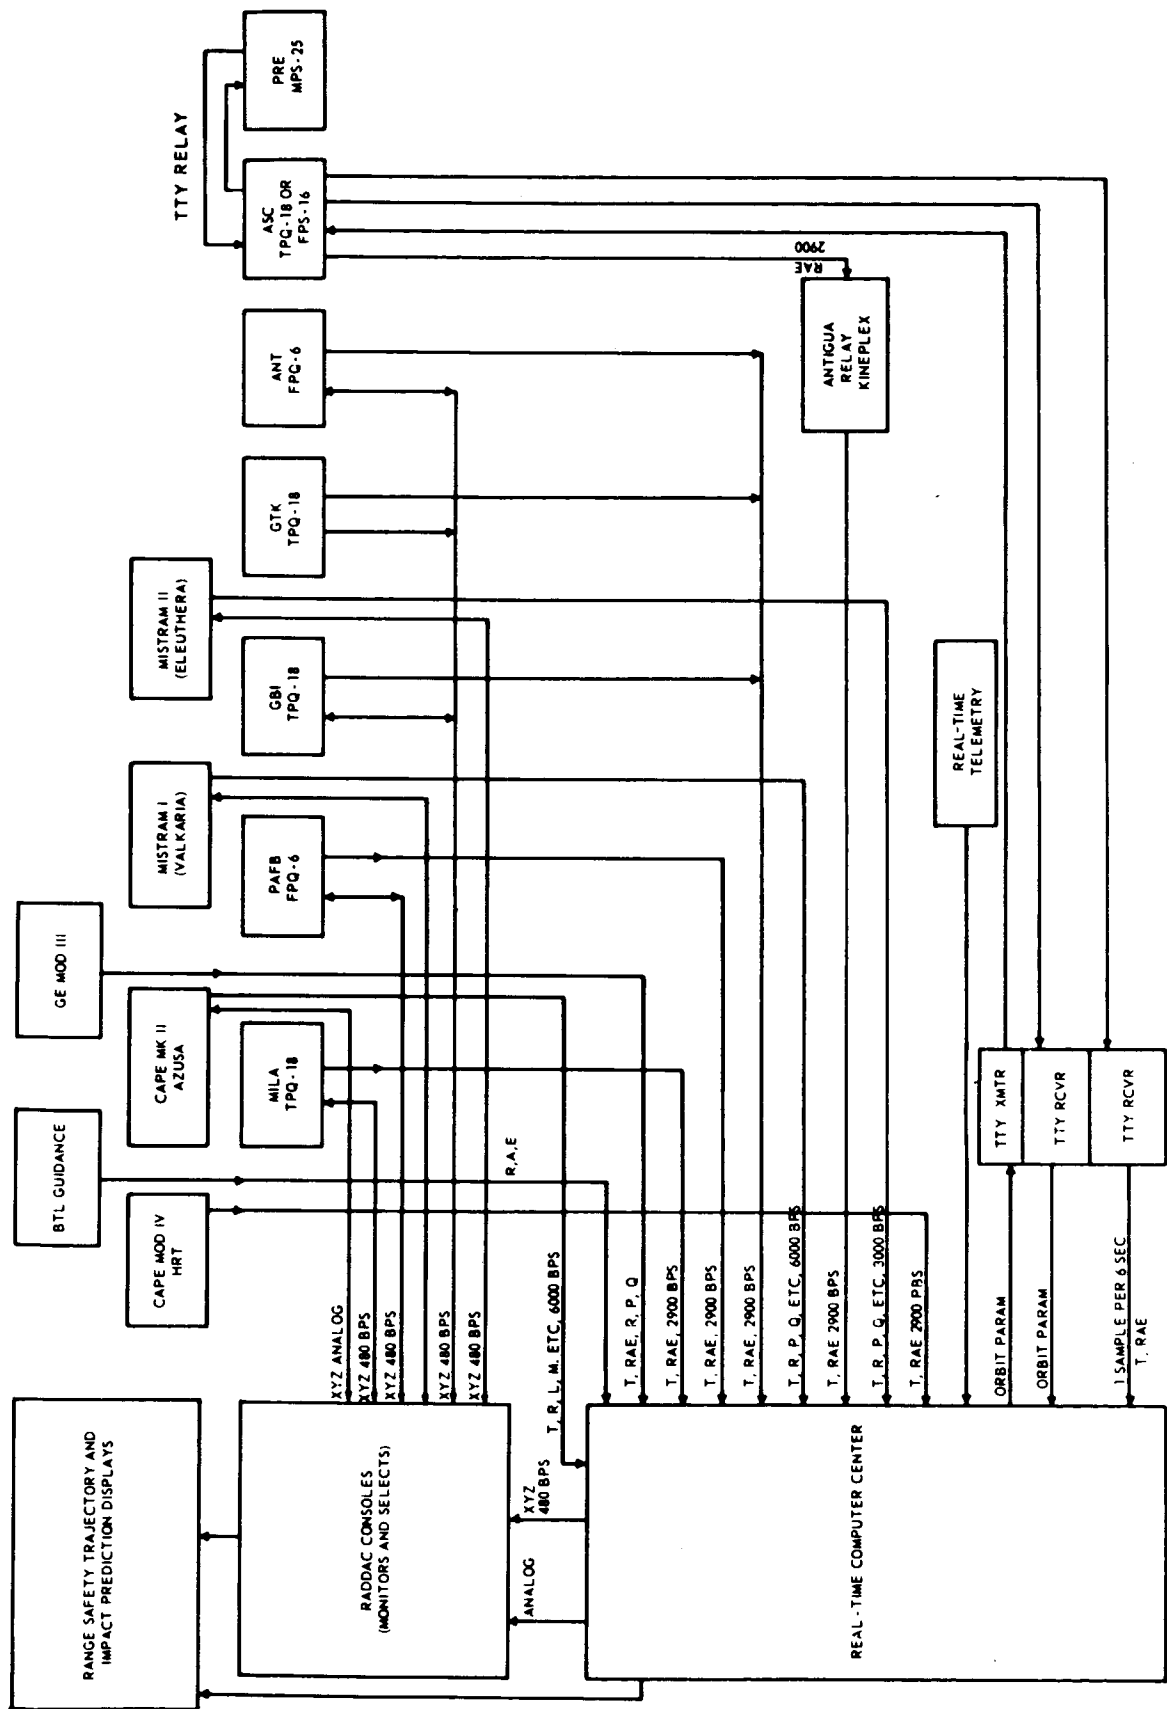 TTY RELAY
PRE
MPS-25
ASC
TPQ-18 OR
FPS-16
ANT
FPQ-6
GTK
TPQ-18
MISTRAM II
(ELEUTHERA)
GBI
TPQ-18
MISTRAM I
(VALKARIA)
PAFB
FPQ-6
GE MOD III
CAPE MK II
AZUSA
MILA
TPQ-18
BTL GUIDANCE
CAPE MOD IV
HRT
2900
RAE
ANTIGUA
RELAY
KINEPLEX
REAL-TIME
TELEMETRY
TTY XMTR
TTY RCVR
TTY RCVR
R,A,E
XYZ ANALOG
XYZ 480 BPS
XYZ 480 BPS
XYZ 480 BPS
XYZ 480 BPS
T, R, L, M. ETC, 6000 BPS
T, RAE, R, P, Q
T, RAE, 2900 BPS
T, RAE, 2900 BPS
T, RAE, 2900 BPS
T, R, P, Q, ETC, 6000 BPS
T, RAE 2900 BPS
T, R, P, Q, ETC, 3000 BPS
T, RAE 2900 PBS
ORBIT PARAM
ORBIT PARAM
1 SAMPLE PER 6 SEC
T, RAE
RANGE SAFETY TRAJECTORY AND
IMPACT PREDICTION DISPLAYS
RADDAC CONSOLES
(MONITORS AND SELECTS)
XYZ
480 BPS
ANALOG
REAL-TIME COMPUTER CENTER